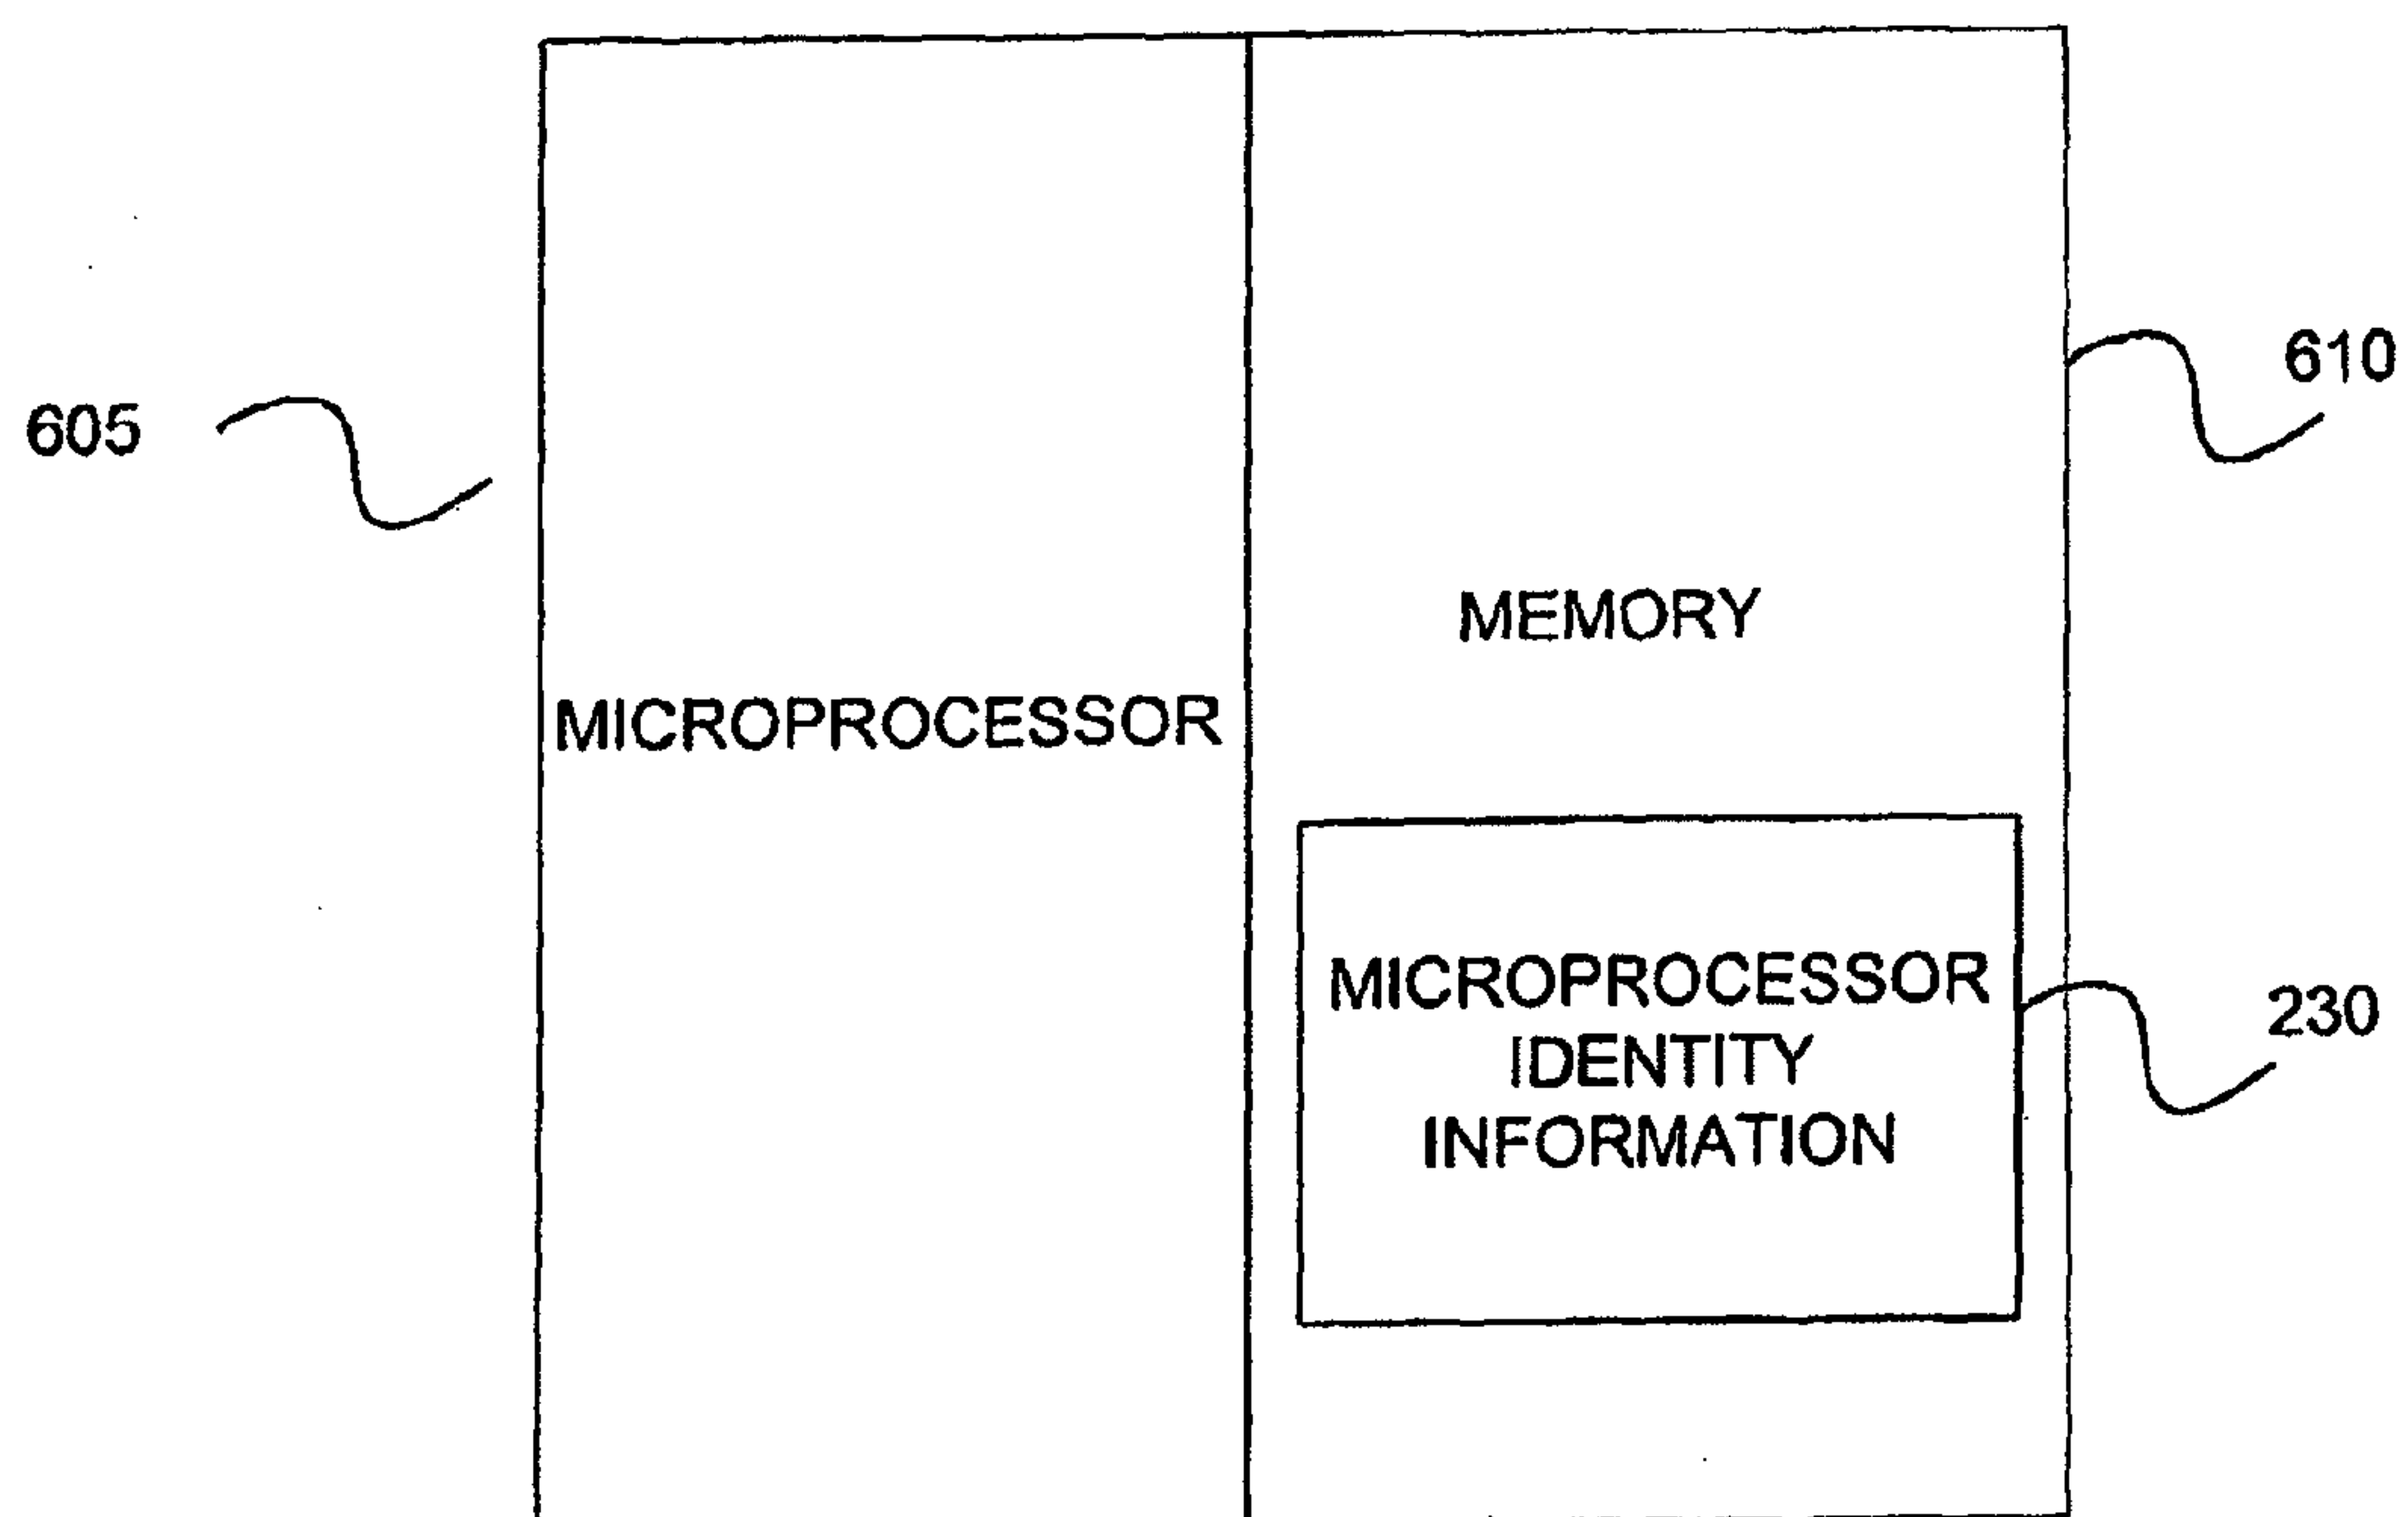 610
605
MEMORY
MICROPROCESSOR
MICROPROCESSOR
IDENTITY
INFORMATION
230